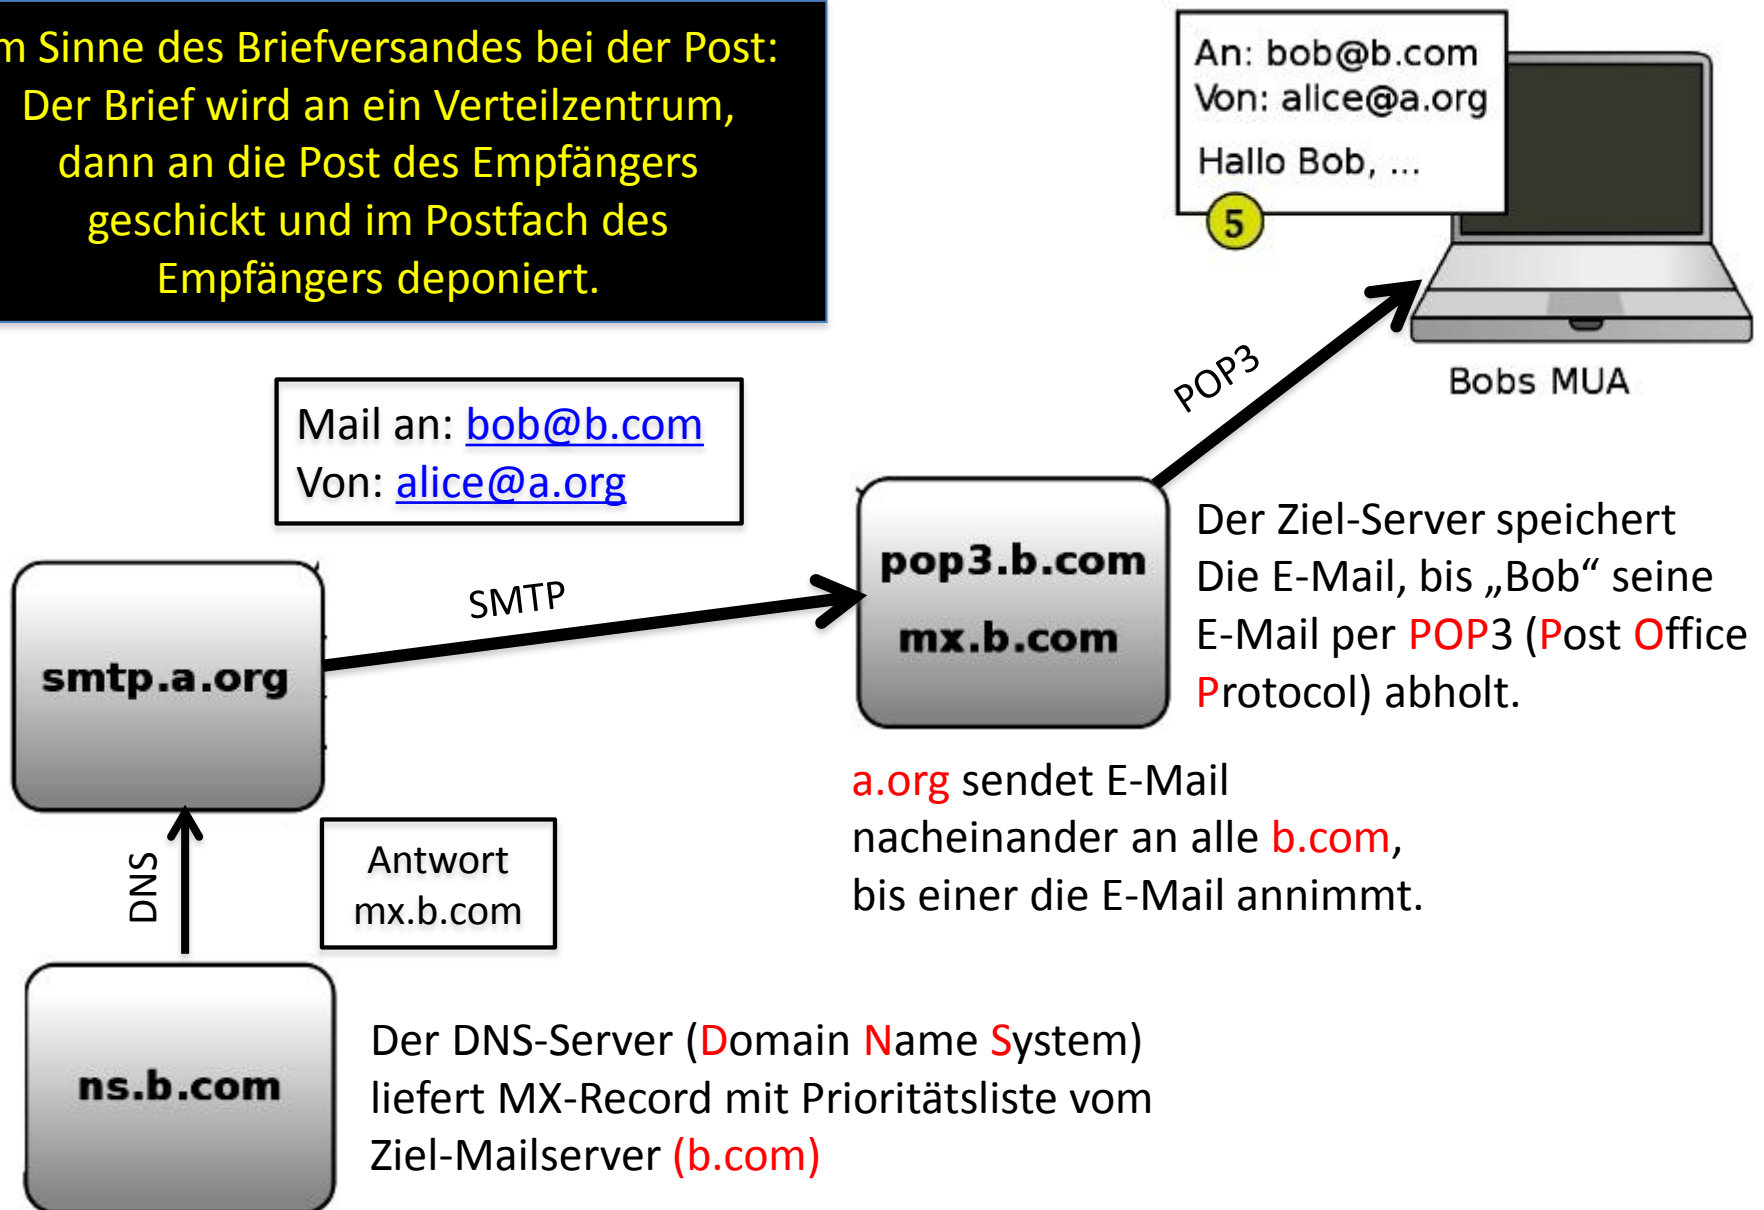 m Sinne des Briefversandes bei der Post:
Der Brief wird an ein Verteilzentrum,
dann an die Post des Empfängers
geschickt und im Postfach des
Empfängers deponiert.
An: bob@b.com
Von: alice@a.org
Hallo Bob, ...
5
Bobs MUA
POP3
Mail an: bob@b.com
Von: alice@a.org
SMTP
smtp.a.org
pop3.b.com
mx.b.com
Der Ziel-Server speichert
Die E-Mail, bis „Bob“ seine
E-Mail per POP3 (Post Office
Protocol) abholt.
a.org sendet E-Mail
nacheinander an alle b.com,
bis einer die E-Mail annimmt.
DNS
Antwort
mx.b.com
ns.b.com
Der DNS-Server (Domain Name System)
liefert MX-Record mit Prioritätsliste vom
Ziel-Mailserver (b.com)